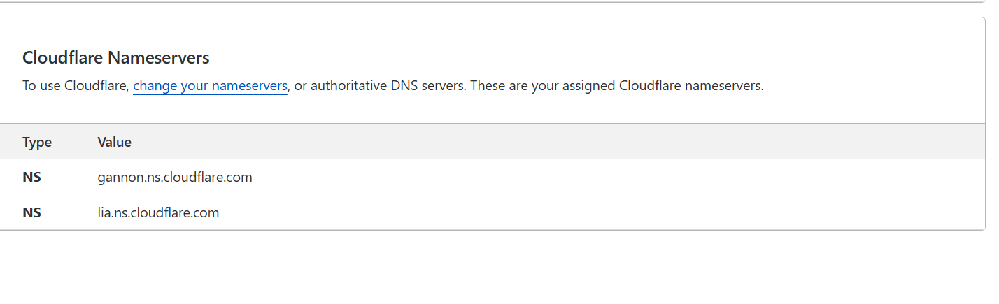 Cloudflare Nameservers
To use Cloudflare, change your nameservers, or authoritative DNS servers. These are your assigned Cloudflare nameservers.
Type Value
NS gannon.ns.cloudflare.com
NS lia.ns.cloudflare.com